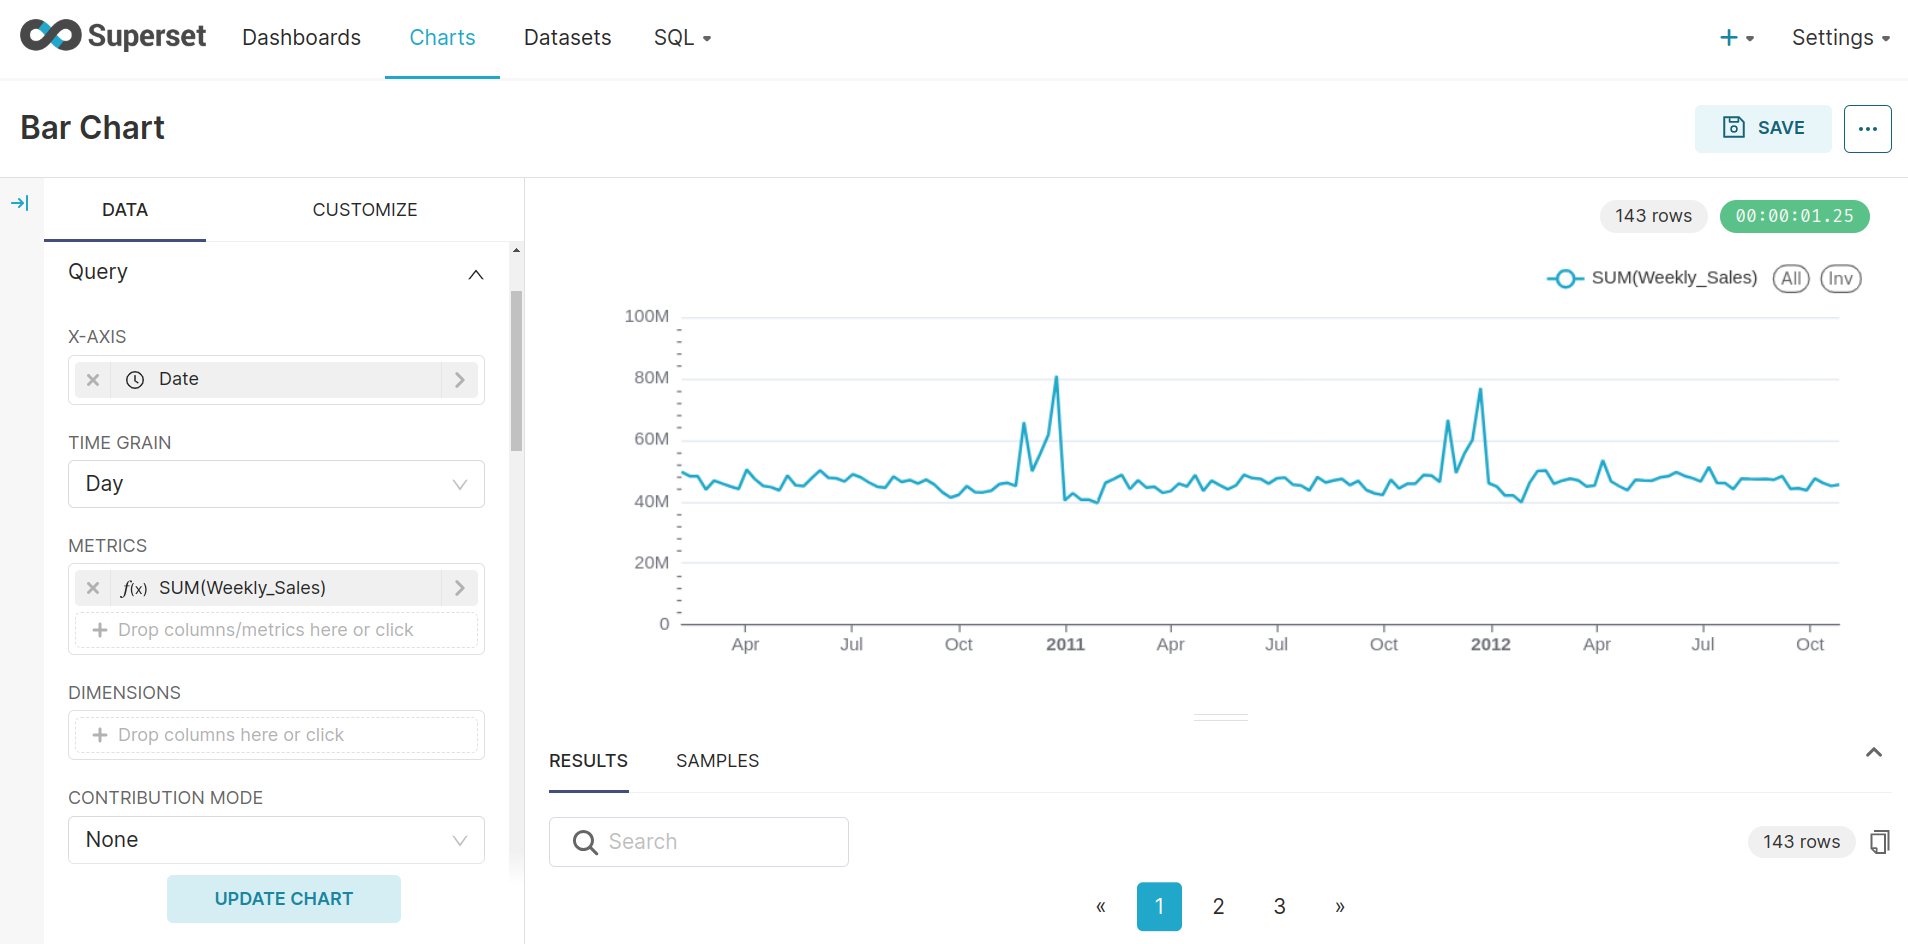 Superset Dashboards Charts Datasets SQL + Settings
Bar Chart
SAVE ...
DATA CUSTOMIZE
143 rows 00:00:01.25
Query
SUM(Weekly_Sales) All Inv
X-AXIS
Date
TIME GRAIN
Day
METRICS
f(x) SUM(Weekly_Sales)
+ Drop columns/metrics here or click
DIMENSIONS
+ Drop columns here or click
CONTRIBUTION MODE
None
UPDATE CHART
100M
80M
60M
40M
20M
0
Apr Jul Oct 2011 Apr Jul Oct 2012 Apr Jul Oct
RESULTS SAMPLES
Search
143 rows
« 1 2 3 »